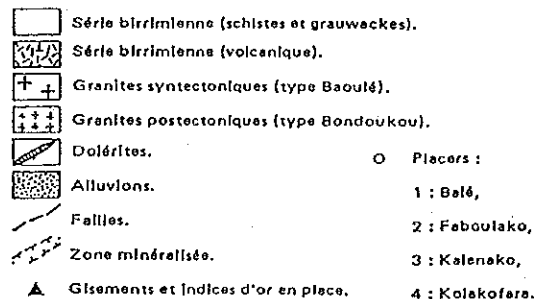 Série birrimienne (schistes et grauwackes).
Série birrimienne (volcanique).
Granites syntectoniques (type Baoulé).
Granites postectoniques (type Bondoukou).
Dolérites.
Alluvions.
Failles.
Zone minéralisée.
Gisements et indices d'or en place.
O Placers :
1 : Balé,
2 : Faboulako,
3 : Kalenako,
4 : Kolakofara.